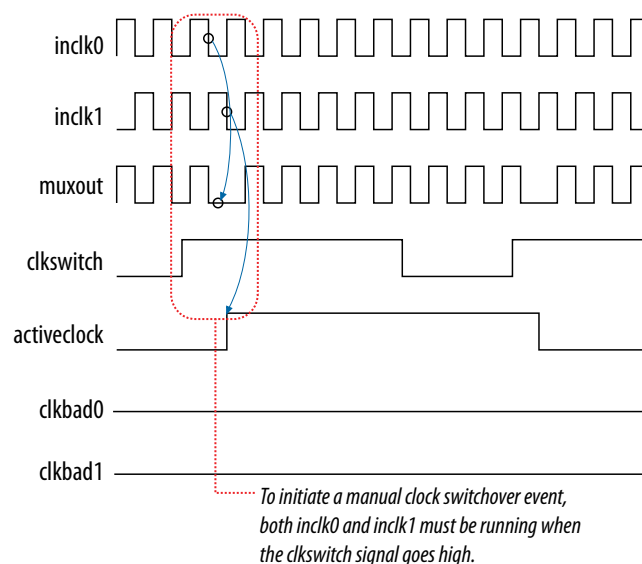 inclk0
inclk1
muxout
clkswitch
activeclock
clkbad0
clkbad1
To initiate a manual clock switchover event,
both inclk0 and inclk1 must be running when
the clkswitch signal goes high.